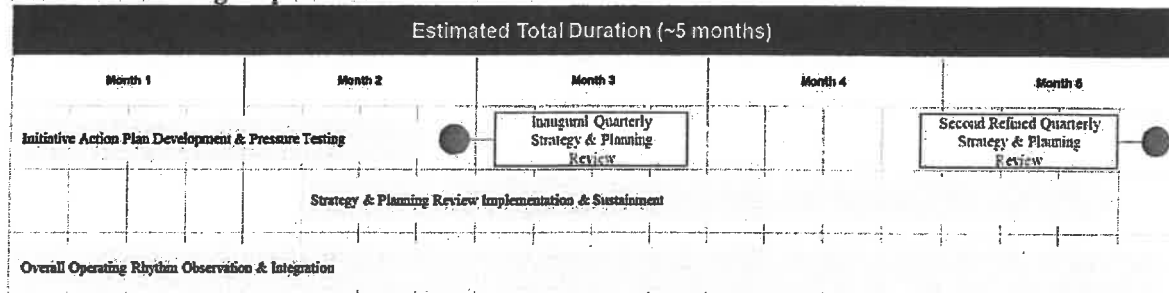 Estimated Total Duration (~5 months)
Month 1
Month 2
Month 3
Month 4
Month 5
Initiative Action Plan Development & Pressure Testing
Inaugural Quarterly
Strategy & Planning
Review
Second Refined Quarterly
Strategy & Planning
Review
Strategy & Planning Review Implementation & Sustainment
Overall Operating Rhythm Observation & Integration